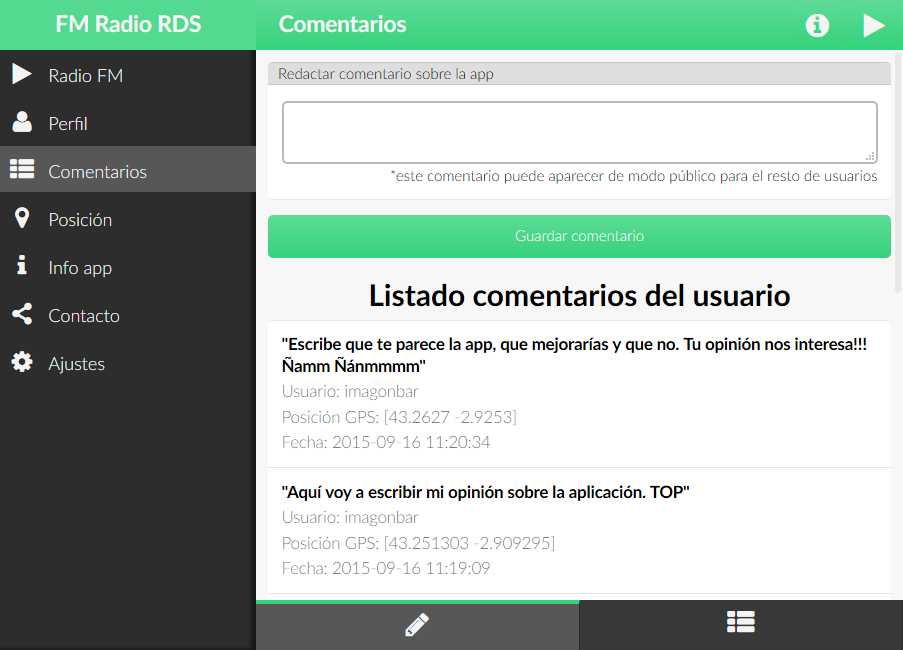 FM Radio RDS
Comentarios
Radio FM
Perfil
Comentarios
Posición
Info app
Contacto
Ajustes
Redactar comentario sobre la app
*este comentario puede aparecer de modo público para el resto de usuarios
Guardar comentario
Listado comentarios del usuario
"Escribe que te parece la app, que mejorarías y que no. Tu opinión nos interesa!!!
Ñamm Ñánmmmm"
Usuario: imagonbar
Posición GPS: [43.2627 -2.9253]
Fecha: 2015-09-16 11:20:34
"Aquí voy a escribir mi opinión sobre la aplicación. TOP"
Usuario: imagonbar
Posición GPS: [43.251303 -2.909295]
Fecha: 2015-09-16 11:19:09